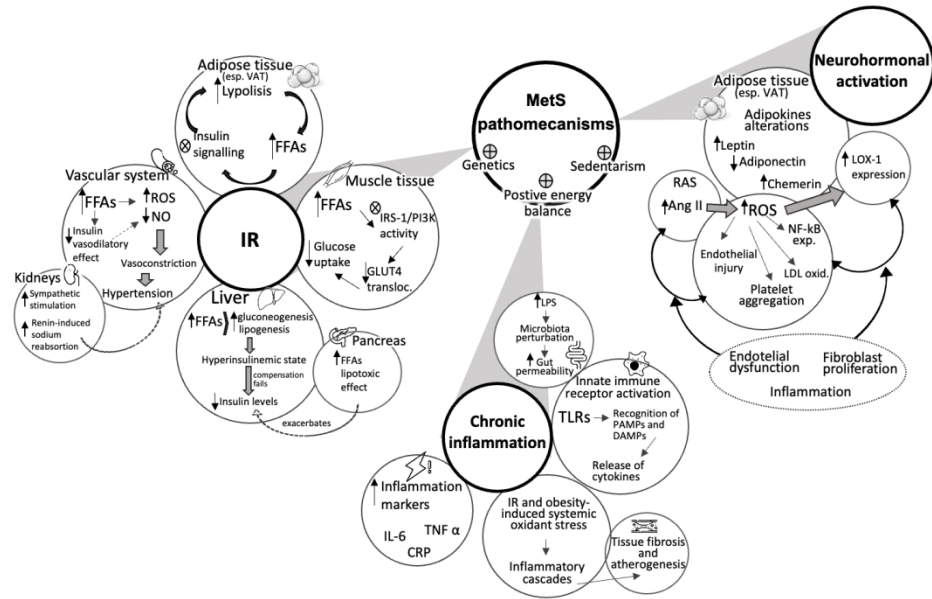 MetS
pathomecanisms
Genetics
Sedentarism
Postive energy
balance
IR
Adipose tissue
(esp. VAT)
Lypolisis
Insulin
signalling
FFAs
Vascular system
FFAs
ROS
NO
Insulin
vasodilatory
effect
Vasoconstriction
Hypertension
Kidneys
Sympathetic
stimulation
Renin-induced
sodium
reabsortion
Muscle tissue
FFAs
IRS-1/PI3K
activity
Glucose
uptake
GLUT4
transloc.
Liver
FFAs
gluconeogenesis
lipogenesis
Hyperinsulinemic state
compensation
fails
Insulin levels
exacerbates
Pancreas
FFAs
lipotoxic
effect
Chronic
inflammation
LPS
Microbiota
perturbation
Gut
permeability
Innate immune
receptor activation
TLRs
Recognition of
PAMPs and
DAMPs
Release of
cytokines
Inflammation
markers
IL-6
TNF α
CRP
IR and obesity-
induced systemic
oxidant stress
Inflammatory
cascades
Tissue fibrosis
and
atherogenesis
Neurhormonal
activation
Adipose tissue
(esp. VAT)
Adipokines
alterations
Leptin
Adiponectin
Chemerin
LOX-1
expression
RAS
Ang II
ROS
NF-kB
exp.
Endothelial
injury
LDL oxid.
Platelet
aggregation
Endotelial
dysfunction
Fibroblast
proliferation
Inflammation